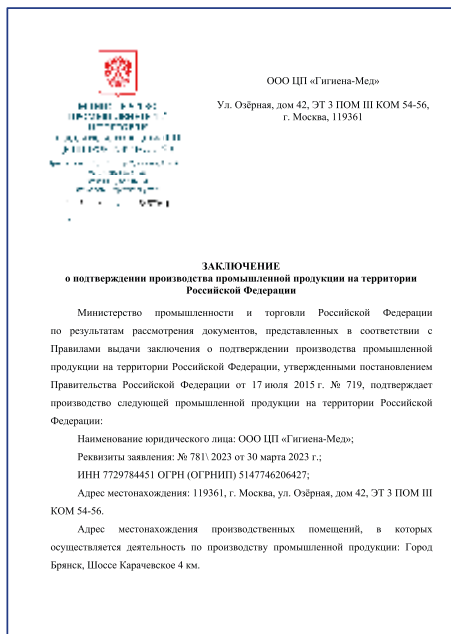 ООО ЦП «Гигиена-Мед»
Ул. Озёрная, дом 42, ЭТ 3 ПОМ III КОМ 54-56,
г. Москва, 119361
ЗАКЛЮЧЕНИЕ
о подтверждении производства промышленной продукции на территории
Российской Федерации
Министерство промышленности и торговли Российской Федерации
по результатам рассмотрения документов, представленных в соответствии с
Правилами выдачи заключения о подтверждении производства промышленной
продукции на территории Российской Федерации, утвержденными постановлением
Правительства Российской Федерации от 17 июля 2015 г. № 719, подтверждает
производство следующей промышленной продукции на территории Российской
Федерации:
Наименование юридического лица: ООО ЦП «Гигиена-Мед»;
Реквизиты заявления: № 781\ 2023 от 30 марта 2023 г.;
ИНН 7729784451 ОГРН (ОГРНИП) 5147746206427;
Адрес местонахождения: 119361, г. Москва, ул. Озёрная, дом 42, ЭТ 3 ПОМ III
КОМ 54-56.
Адрес местонахождения производственных помещений, в которых
осуществляется деятельность по производству промышленной продукции: Город
Брянск, Шоссе Карачевское 4 км.